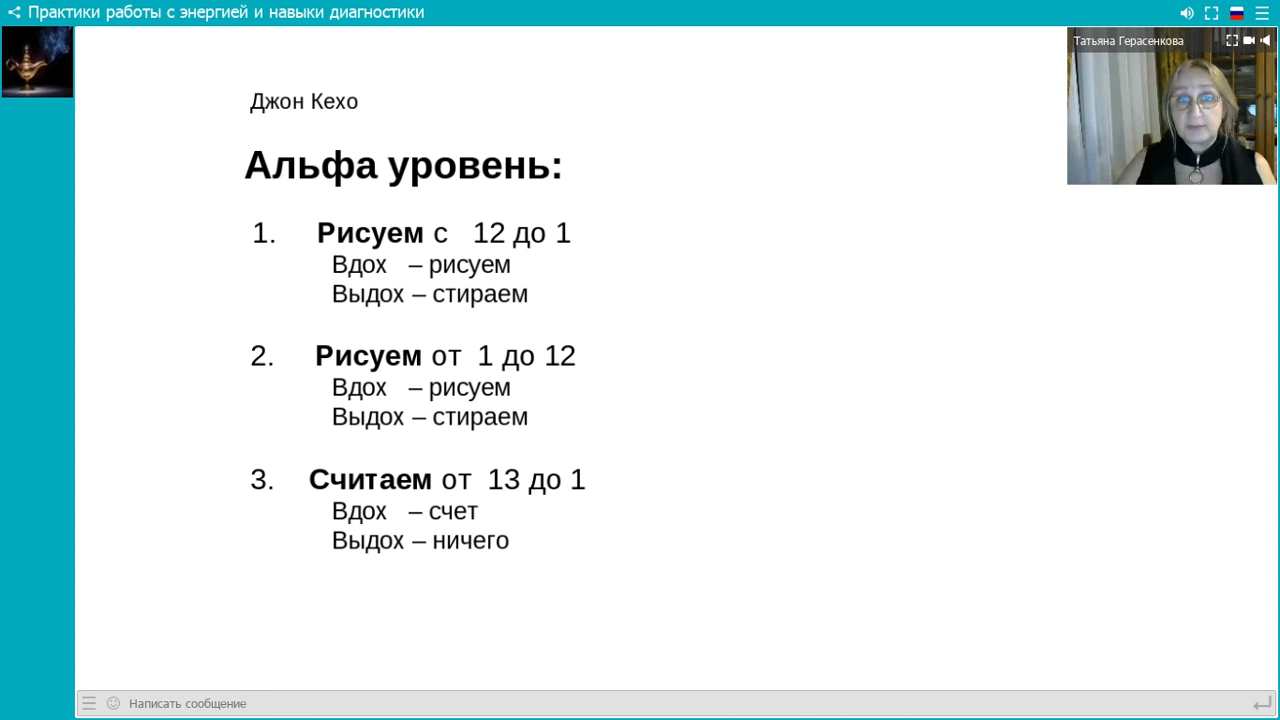 Практики работы с энергией и навыки диагностики
Татьяна Герасенкова
Джон Кехо
Альфа уровень:
1. Рисуем с 12 до 1
Вдох – рисуем
Выдох – стираем
2. Рисуем от 1 до 12
Вдох – рисуем
Выдох – стираем
3. Считаем от 13 до 1
Вдох – счет
Выдох – ничего
Написать сообщение